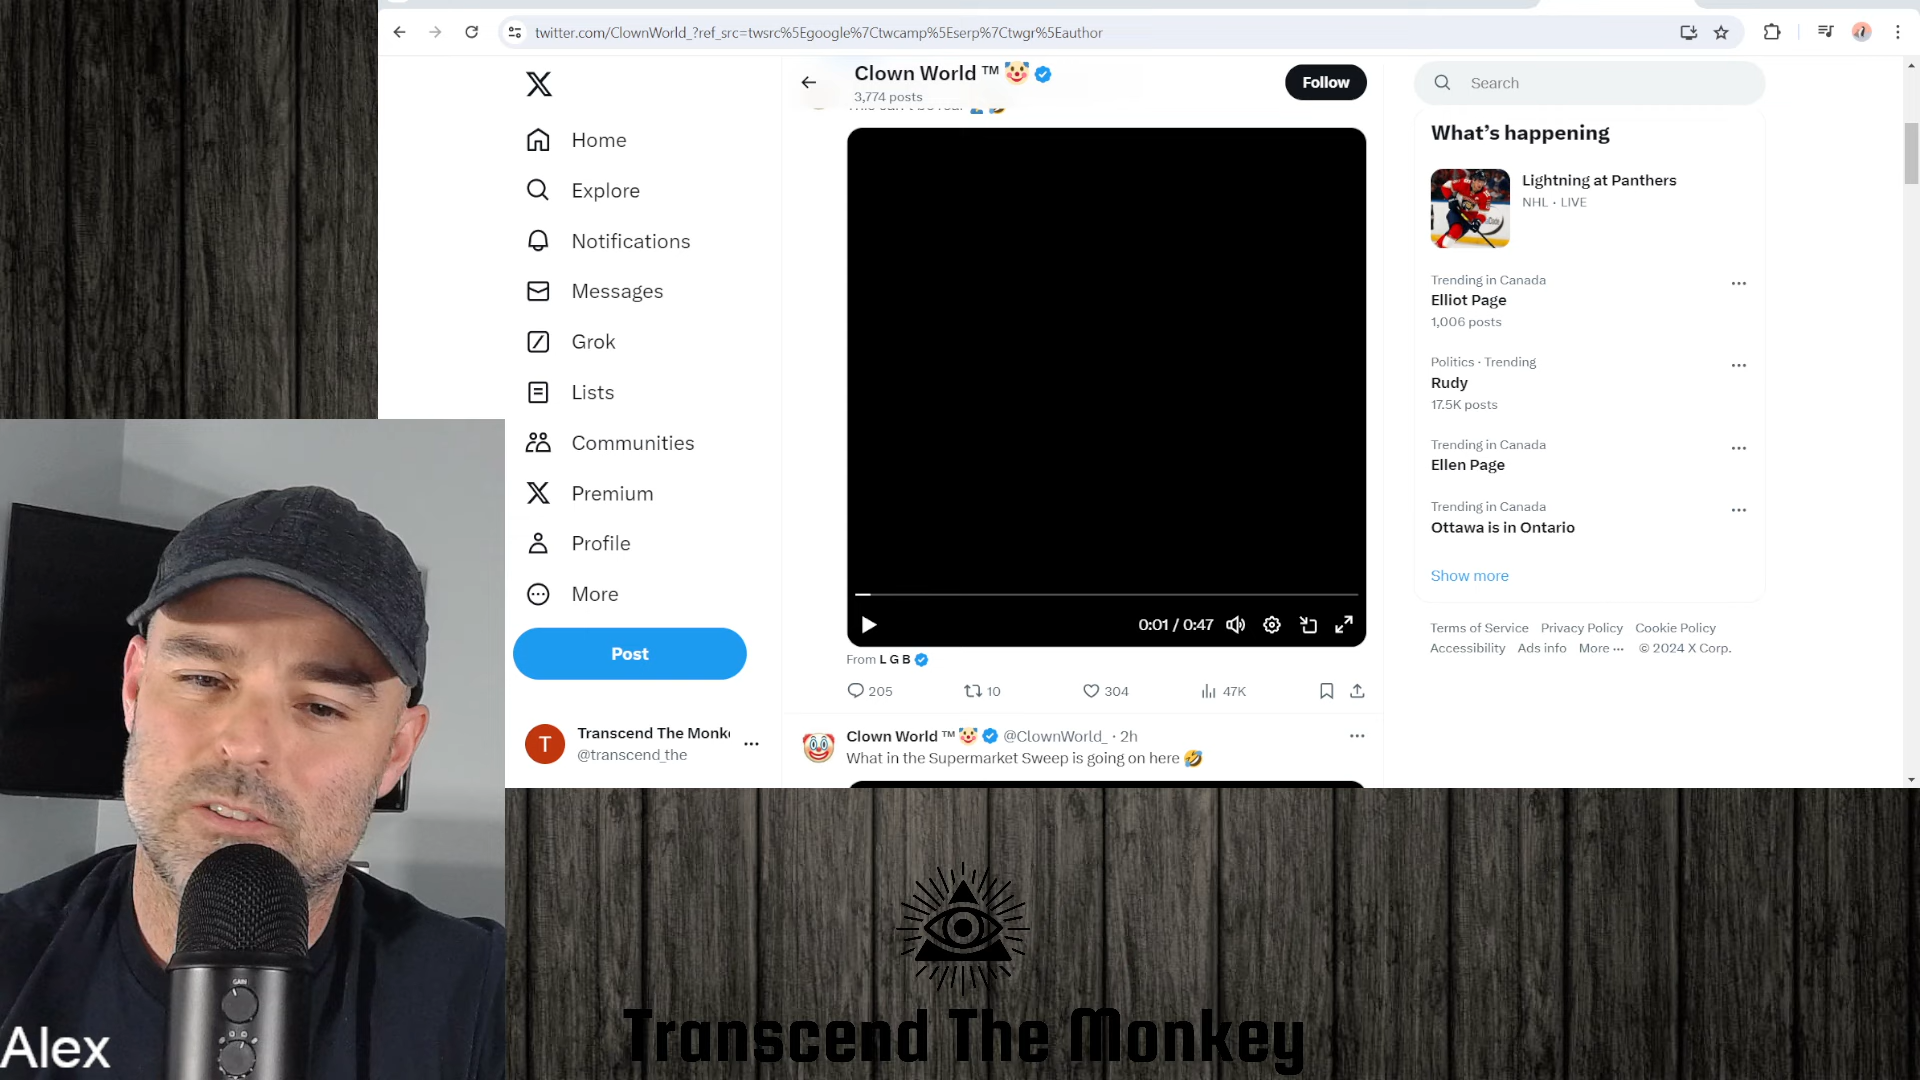 twitter.com/ClownWorld_?ref_src=twsrc%5Egoogle%7Ctwcamp%5Eserp%7Ctwgr%5Eauthor
Clown World ™ 🤡
3,774 posts
Follow
Search
Home
Explore
Notifications
Messages
Grok
Lists
Communities
Premium
Profile
More
Post
Transcend The Monk
@transcend_the
0:01 / 0:47
From L G B
205
10
304
47K
Clown World ™ 🤡 @ClownWorld_ · 2h
What in the Supermarket Sweep is going on here 🤣
What's happening
Lightning at Panthers
NHL · LIVE
Trending in Canada
Elliot Page
1,006 posts
Politics · Trending
Rudy
17.5K posts
Trending in Canada
Ellen Page
Trending in Canada
Ottawa is in Ontario
Show more
Terms of Service Privacy Policy Cookie Policy
Accessibility Ads info More ··· © 2024 X Corp.
T
GAIN
Alex
Transcend The Monkey